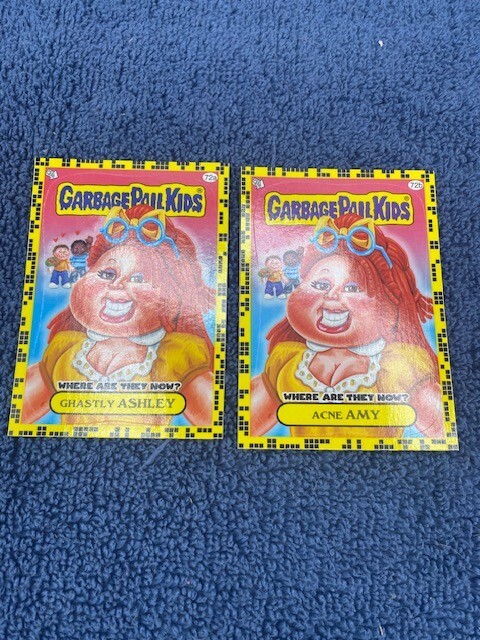 72a
GARBAGE PAIL KIDS®
WHERE ARE THEY NOW?
GHASTLY ASHLEY
72b
GARBAGE PAIL KIDS®
WHERE ARE THEY NOW?
ACNE AMY